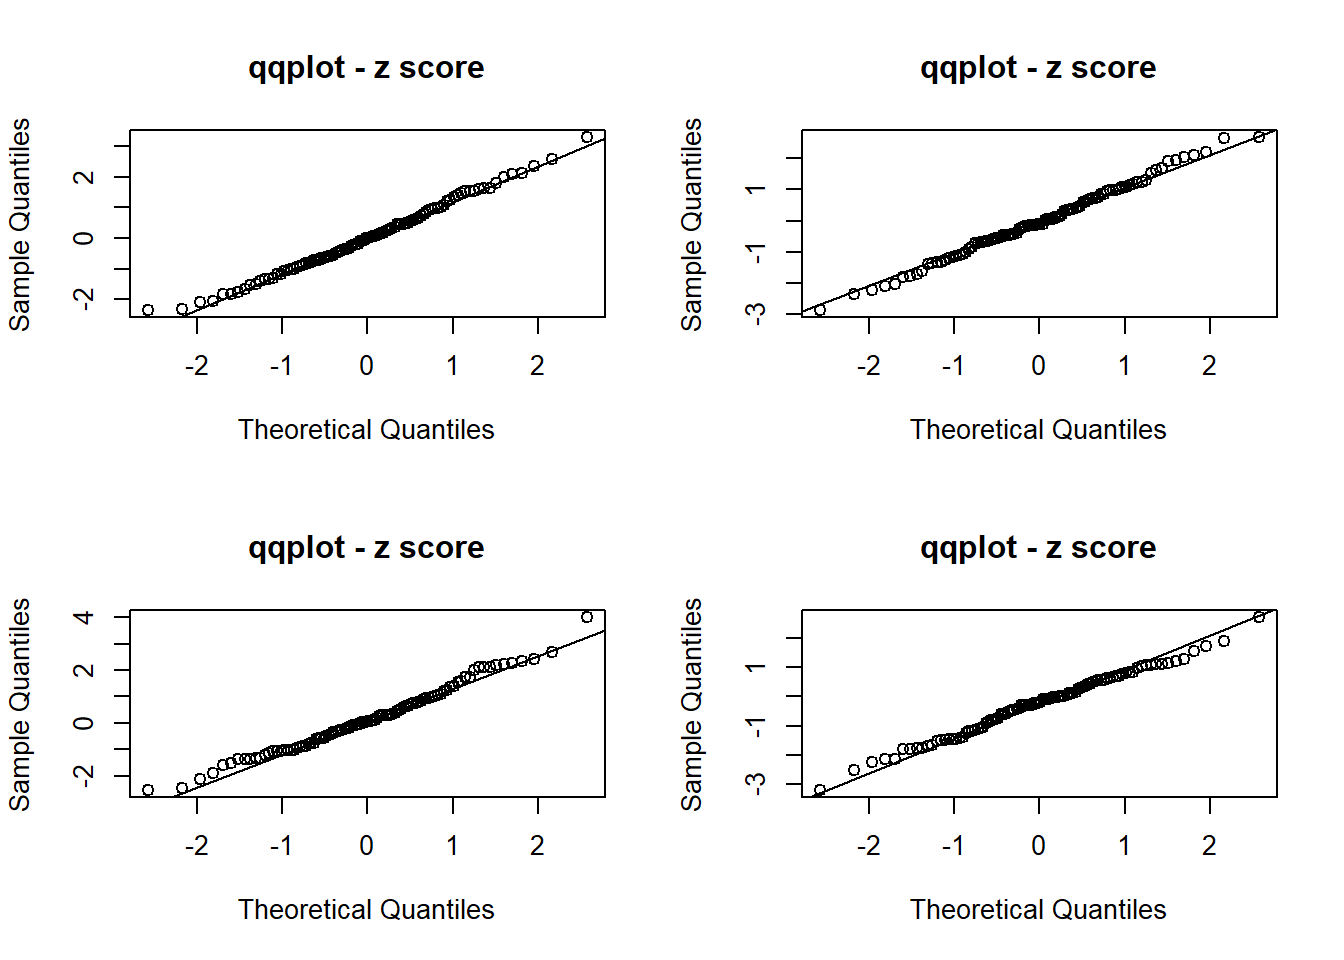 qqplot - z score
Sample Quantiles
2
0
-2
-2 -1 0 1 2
Theoretical Quantiles
qqplot - z score
Sample Quantiles
1
-1
-3
-2 -1 0 1 2
Theoretical Quantiles
qqplot - z score
Sample Quantiles
4
2
0
-2
-2 -1 0 1 2
Theoretical Quantiles
qqplot - z score
Sample Quantiles
1
-1
-3
-2 -1 0 1 2
Theoretical Quantiles